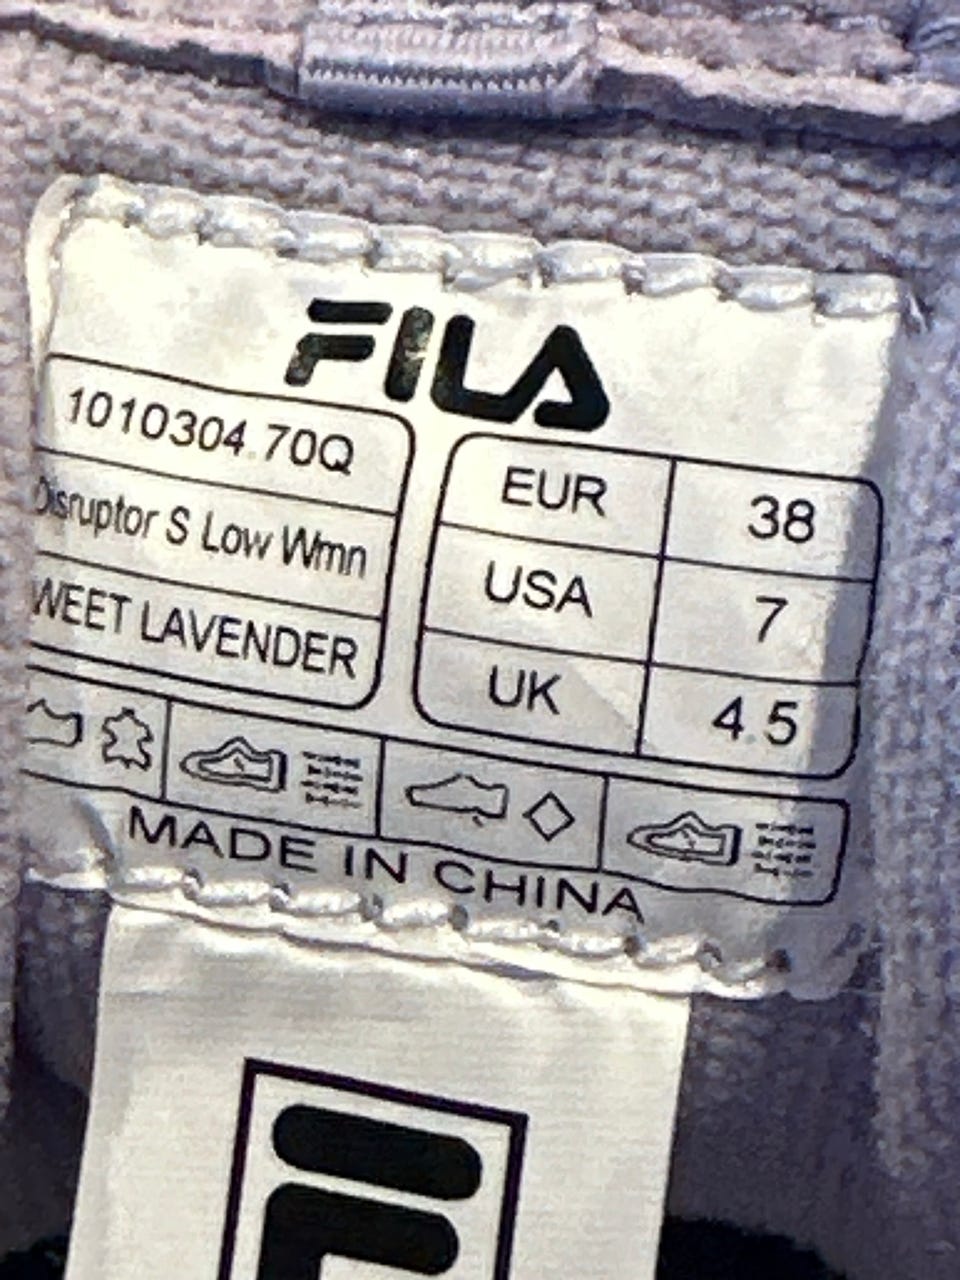 FILA
1010304.70Q
Disruptor S Low Wmn
WEET LAVENDER
EUR 38
USA 7
UK 4.5
MADE IN CHINA
F